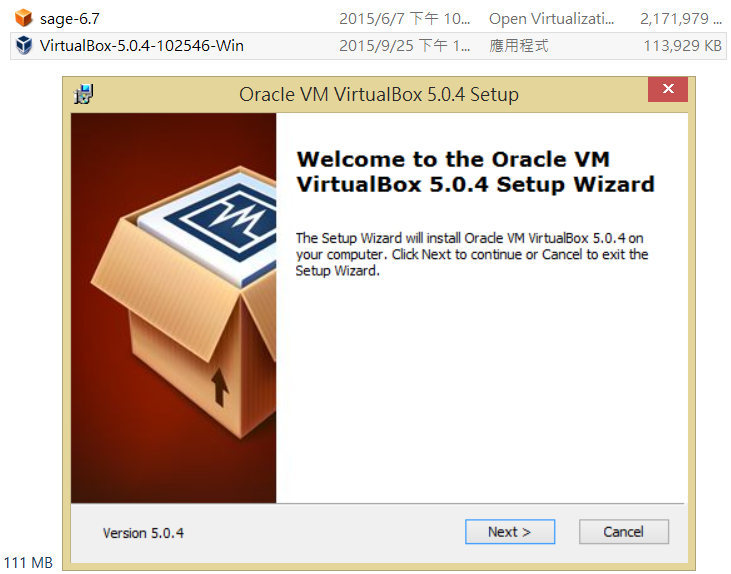 sage-6.7 2015/6/7 下午 10... Open Virtualizati... 2,171,979 ...
VirtualBox-5.0.4-102546-Win 2015/9/25 下午 1... 應用程式 113,929 KB
Oracle VM VirtualBox 5.0.4 Setup
Welcome to the Oracle VM
VirtualBox 5.0.4 Setup Wizard
The Setup Wizard will install Oracle VM VirtualBox 5.0.4 on
your computer. Click Next to continue or Cancel to exit the
Setup Wizard.
Version 5.0.4 Next > Cancel
111 MB